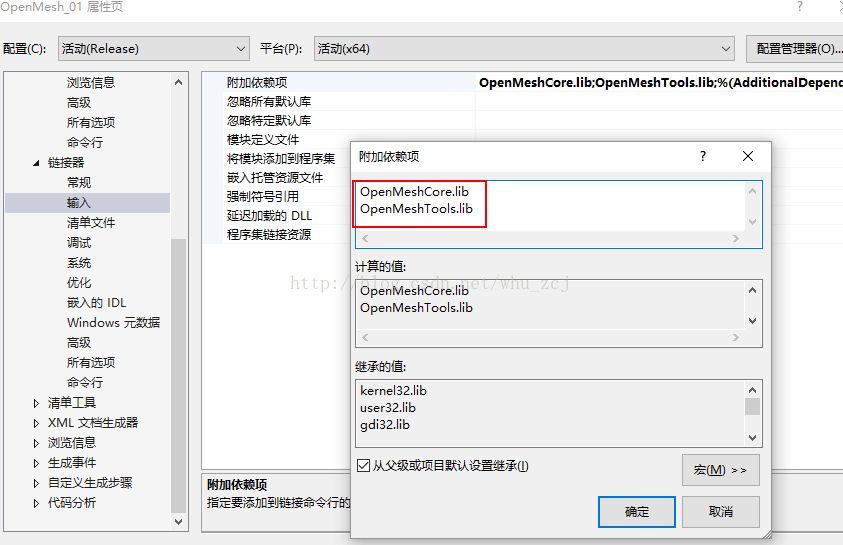 OpenMesh_01 属性页
配置(C):
活动(Release)
平台(P):
活动(x64)
配置管理器(O)...
浏览信息
高级
所有选项
命令行
链接器
常规
输入
清单文件
调试
系统
优化
嵌入的 IDL
Windows 元数据
高级
所有选项
命令行
清单工具
XML 文档生成器
浏览信息
生成事件
自定义生成步骤
代码分析
附加依赖项
OpenMeshCore.lib;OpenMeshTools.lib;%(AdditionalDepend
忽略所有默认库
忽略特定默认库
模块定义文件
将模块添加到程序集
嵌入托管资源文件
强制符号引用
延迟加载的 DLL
程序集链接资源
附加依赖项
指定要添加到链接命令行的
附加依赖项
?
OpenMeshCore.lib
OpenMeshTools.lib
计算的值:
OpenMeshCore.lib
OpenMeshTools.lib
继承的值:
kernel32.lib
user32.lib
gdi32.lib
从父级或项目默认设置继承(I)
宏(M) >>
确定
取消
http://blog.csdn.net/whu_zcj